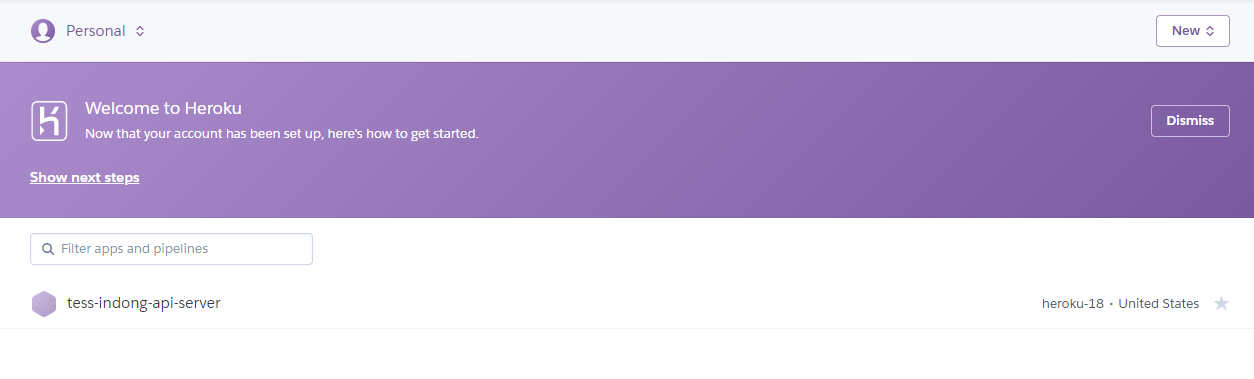 Personal
New
Welcome to Heroku
Now that your account has been set up, here's how to get started.
Dismiss
Show next steps
Filter apps and pipelines
tess-indong-api-server
heroku-18 · United States